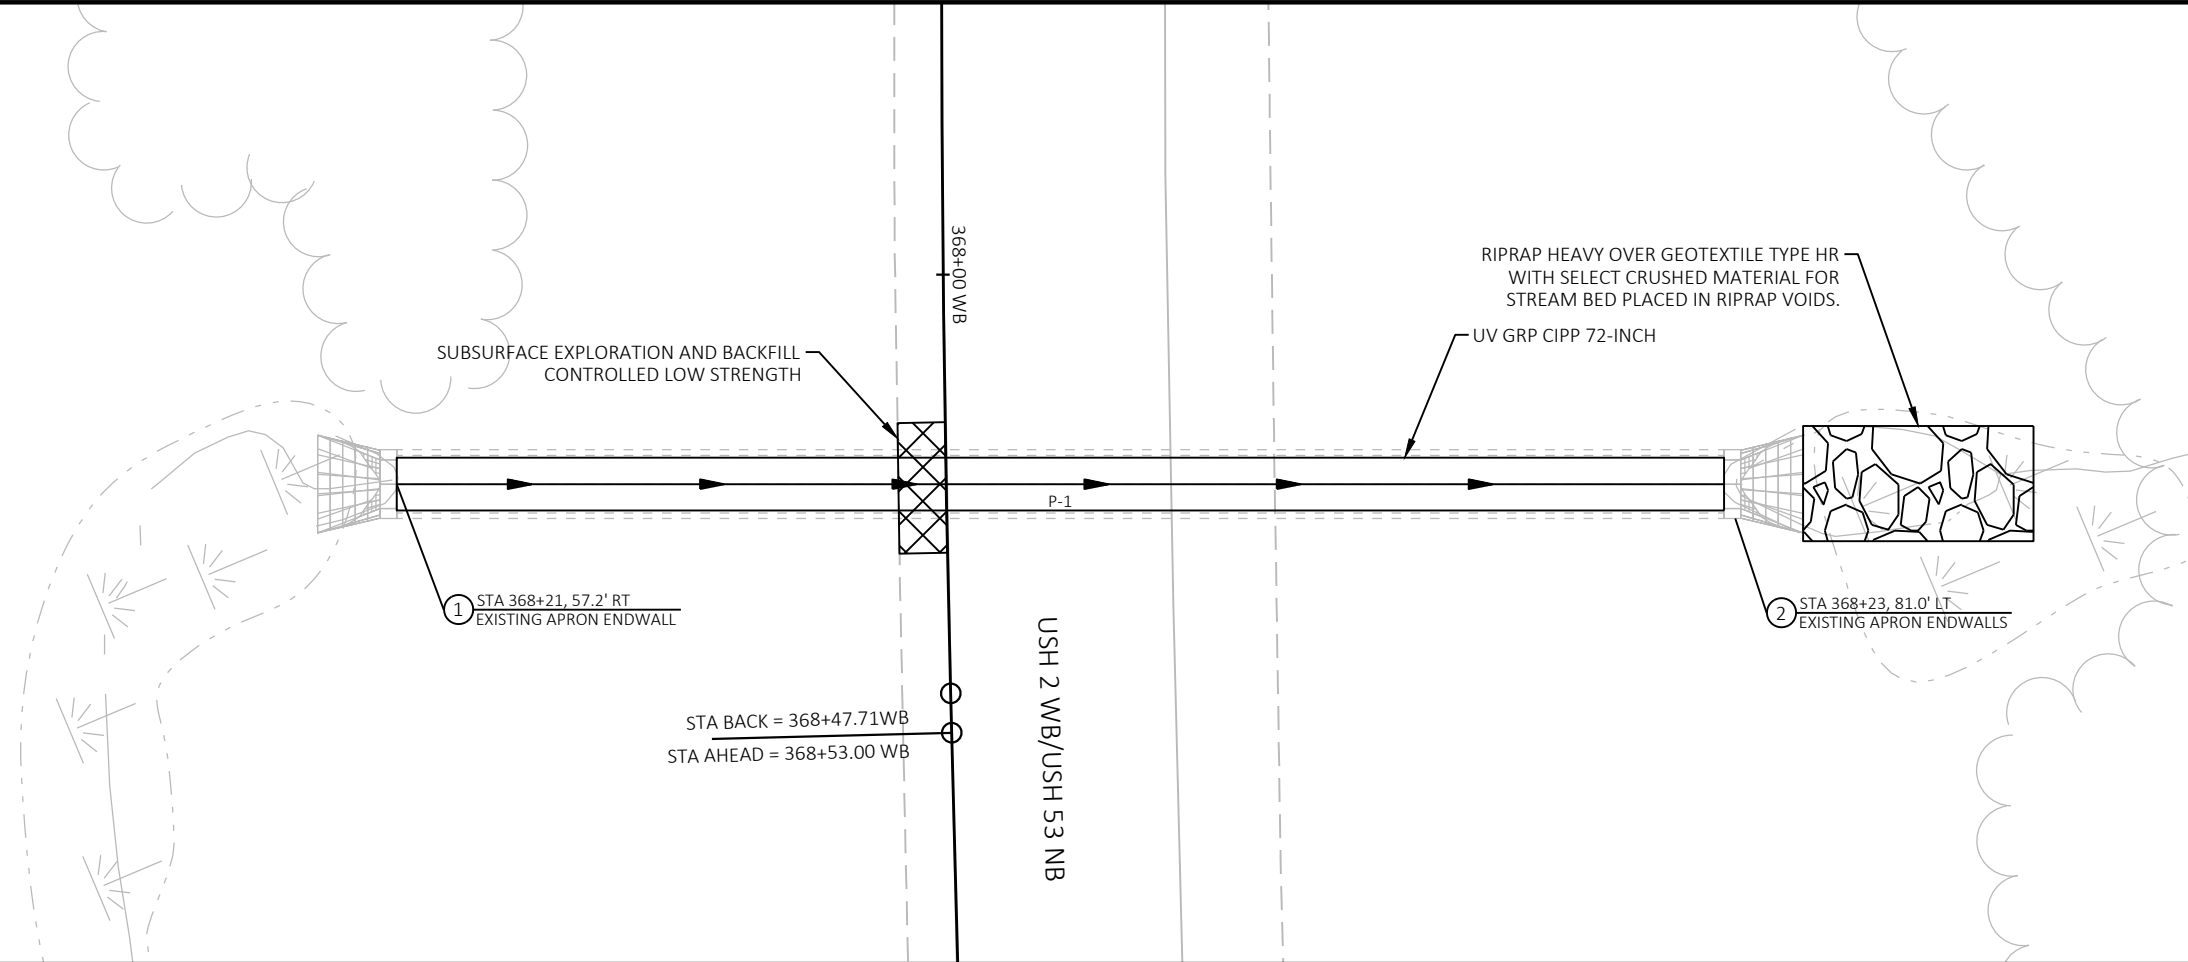 368+00 WB
RIPRAP HEAVY OVER GEOTEXTILE TYPE HR
WITH SELECT CRUSHED MATERIAL FOR
STREAM BED PLACED IN RIPRAP VOIDS.
UV GRP CIPP 72-INCH
SUBSURFACE EXPLORATION AND BACKFILL
CONTROLLED LOW STRENGTH
P-1
1
STA 368+21, 57.2' RT
EXISTING APRON ENDWALL
2
STA 368+23, 81.0' LT
EXISTING APRON ENDWALLS
STA BACK = 368+47.71WB
STA AHEAD = 368+53.00 WB
USH 2 WB/USH 53 NB